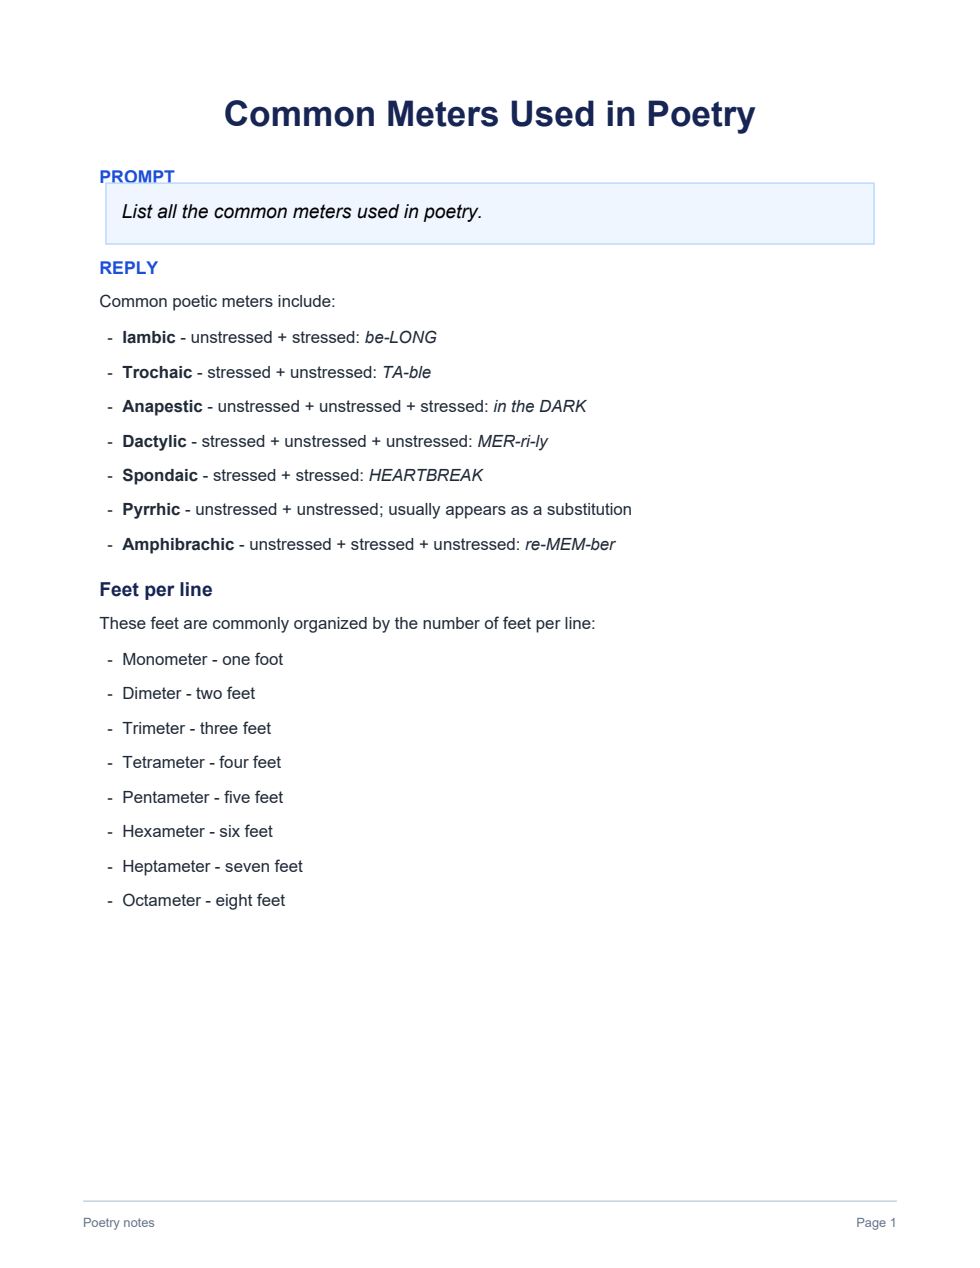 Common Meters Used in Poetry
PROMPT
List all the common meters used in poetry.
REPLY
Common poetic meters include:
- Iambic - unstressed + stressed: be-LONG
- Trochaic - stressed + unstressed: TA-ble
- Anapestic - unstressed + unstressed + stressed: in the DARK
- Dactylic - stressed + unstressed + unstressed: MER-ri-ly
- Spondaic - stressed + stressed: HEARTBREAK
- Pyrrhic - unstressed + unstressed; usually appears as a substitution
- Amphibrachic - unstressed + stressed + unstressed: re-MEM-ber
Feet per line
These feet are commonly organized by the number of feet per line:
- Monometer - one foot
- Dimeter - two feet
- Trimeter - three feet
- Tetrameter - four feet
- Pentameter - five feet
- Hexameter - six feet
- Heptameter - seven feet
- Octameter - eight feet
Poetry notes
Page 1